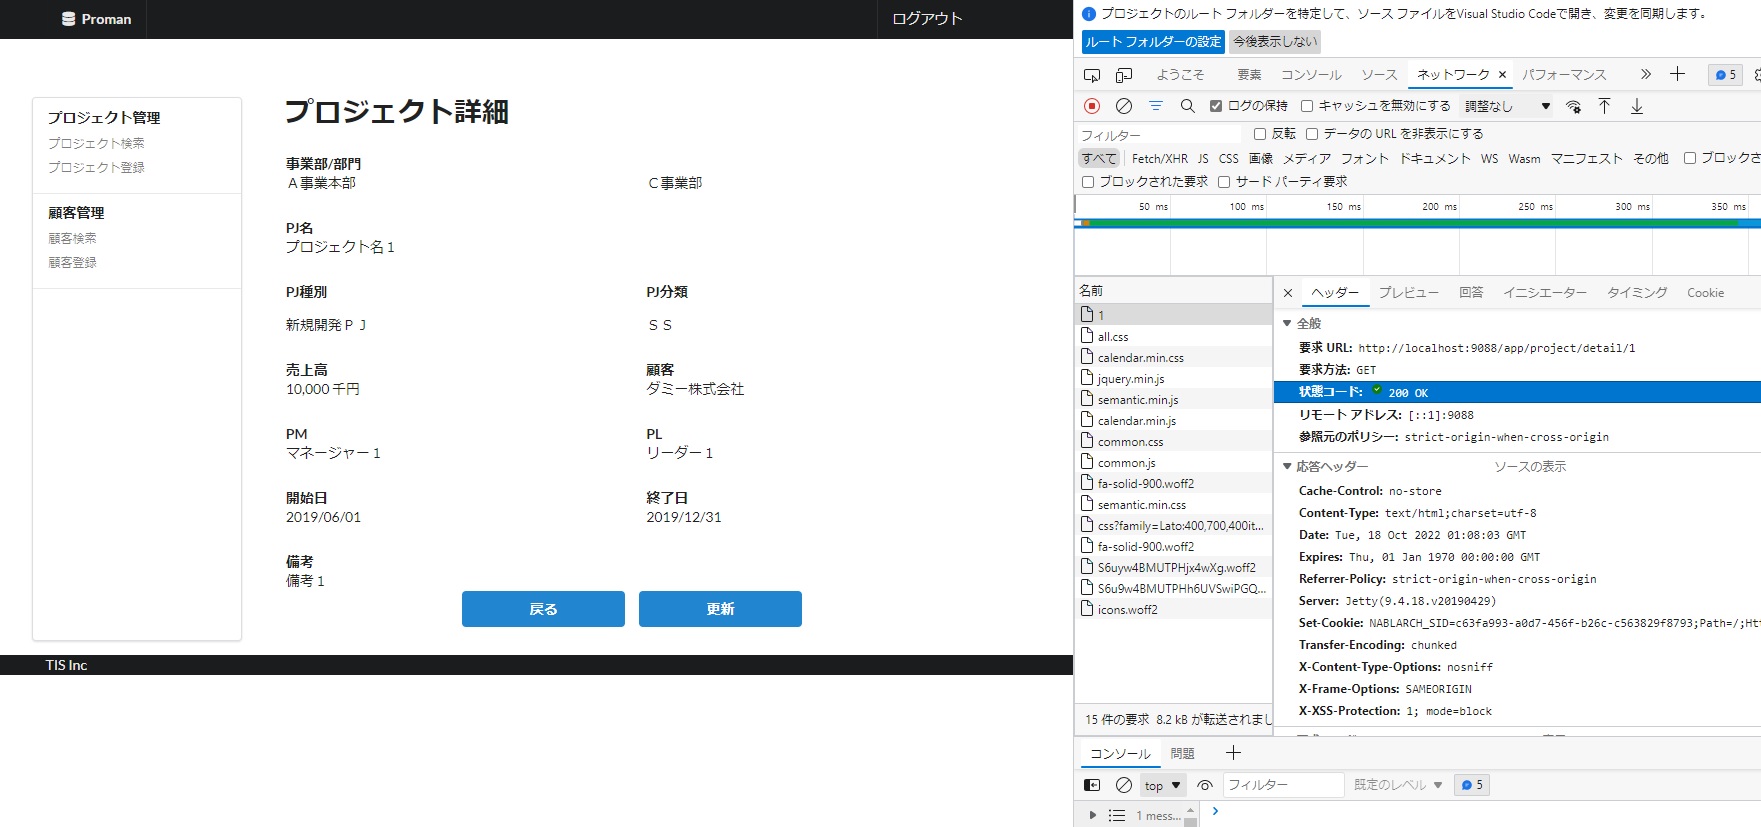 Proman
ログアウト
プロジェクト管理
プロジェクト検索
プロジェクト登録
顧客管理
顧客検索
顧客登録
プロジェクト詳細
事業部/部門
Ａ事業本部 Ｃ事業部
PJ名
プロジェクト名１
PJ種別 PJ分類
新規開発ＰＪ ＳＳ
売上高 顧客
10,000 千円 ダミー株式会社
PM PL
マネージャー１ リーダー１
開始日 終了日
2019/06/01 2019/12/31
備考
備考１
戻る 更新
TIS Inc
プロジェクトのルート フォルダーを特定して、ソース ファイルをVisual Studio Codeで開き、変更を同期します。
ルート フォルダーの設定 今後表示しない
ようこそ 要素 コンソール ソース ネットワーク × パフォーマンス 5
ログの保持 キャッシュを無効にする 調整なし
フィルター 反転 データの URL を非表示にする
すべて Fetch/XHR JS CSS 画像 メディア フォント ドキュメント WS Wasm マニフェスト その他 ブロックさ
ブロックされた要求 サード パーティ要求
50 ms 100 ms 150 ms 200 ms 250 ms 300 ms 350 ms
名前
1
all.css
calendar.min.css
jquery.min.js
semantic.min.js
calendar.min.js
common.css
common.js
fa-solid-900.woff2
semantic.min.css
css?family=Lato:400,700,400it...
fa-solid-900.woff2
S6uyw4BMUTPHjx4wXg.woff2
S6u9w4BMUTPHh6UVSwiPGQ...
icons.woff2
15 件の要求 8.2 kB が転送されまし
× ヘッダー プレビュー 回答 イニシエーター タイミング Cookie
全般
要求 URL: http://localhost:9088/app/project/detail/1
要求方法: GET
状態コード: 200 OK
リモート アドレス: [::1]:9088
参照元のポリシー: strict-origin-when-cross-origin
応答ヘッダー ソースの表示
Cache-Control: no-store
Content-Type: text/html;charset=utf-8
Date: Tue, 18 Oct 2022 01:08:03 GMT
Expires: Thu, 01 Jan 1970 00:00:00 GMT
Referrer-Policy: strict-origin-when-cross-origin
Server: Jetty(9.4.18.v20190429)
Set-Cookie: NABLARCH_SID=c63fa993-a0d7-456f-b26c-c563829f8793;Path=/;Htt
Transfer-Encoding: chunked
X-Content-Type-Options: nosniff
X-Frame-Options: SAMEORIGIN
X-XSS-Protection: 1; mode=block
コンソール 問題
top フィルター 既定のレベル 5
1 mess...